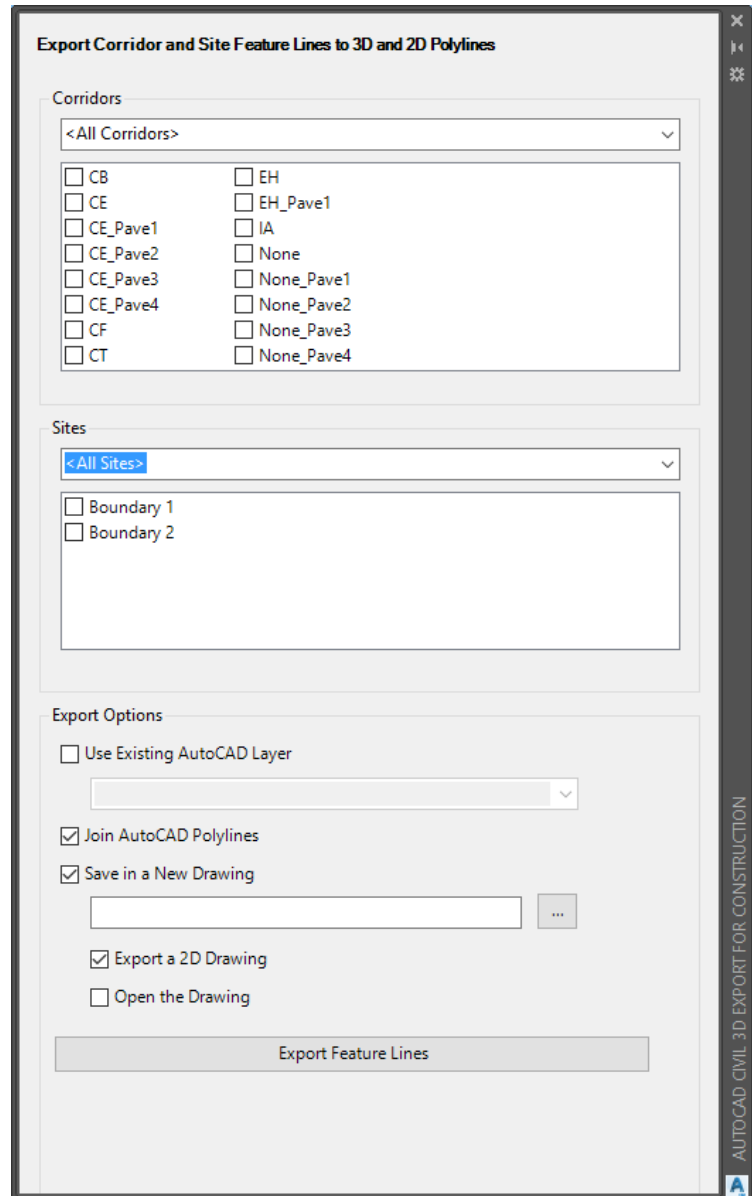 Export Corridor and Site Feature Lines to 3D and 2D Polylines
Corridors
<All Corridors>
CB
CE
CE_Pave1
CE_Pave2
CE_Pave3
CE_Pave4
CF
CT
EH
EH_Pave1
IA
None
None_Pave1
None_Pave2
None_Pave3
None_Pave4
Sites
<All Sites>
Boundary 1
Boundary 2
Export Options
Use Existing AutoCAD Layer
Join AutoCAD Polylines
Save in a New Drawing
...
Export a 2D Drawing
Open the Drawing
Export Feature Lines
AUTOCAD CIVIL 3D EXPORT FOR CONSTRUCTION